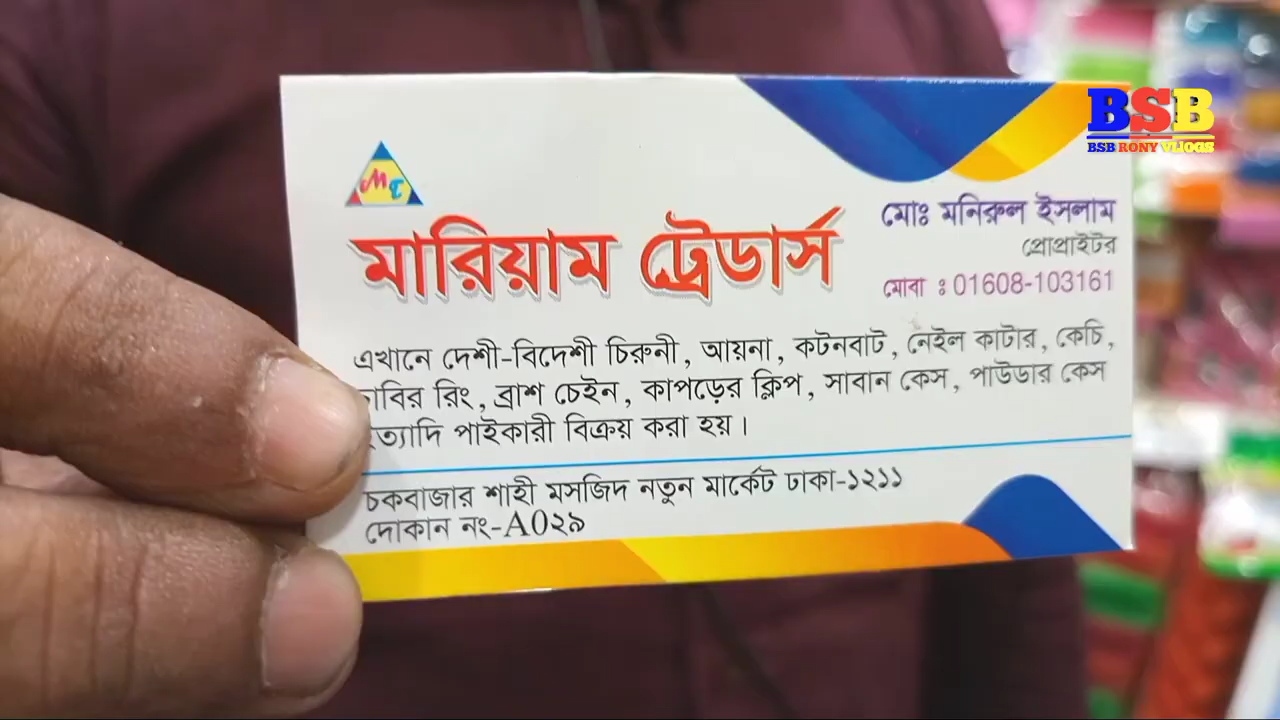 BSB
BSB RONY VLOGS
মারিয়াম ট্রেডার্স
মোঃ মনিরুল ইসলাম
প্রোপ্রাইটর
মোবা : 01608-103161
এখানে দেশী-বিদেশী চিরুনী, আয়না, কটনবাট, নেইল কাটার, কেচি,
রিং, ব্রাশ চেইন, কাপড়ের ক্লিপ, সাবান কেস, পাউডার কেস
পাইকারী বিক্রয় করা হয়।
চকবাজার শাহী মসজিদ নতুন মার্কেট ঢাকা-১২১১
দোকান নং-A0২৯